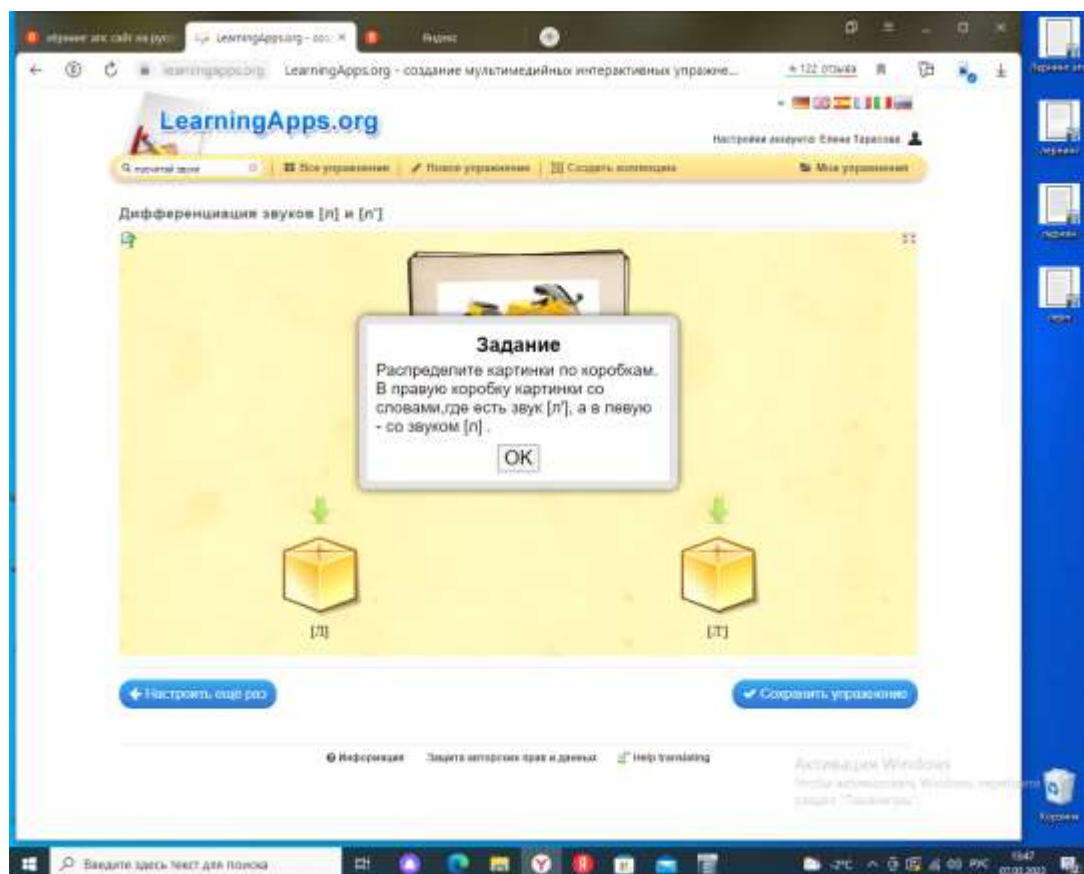 LearningApps.org - создание мультимедийных интерактивных упражне...
LearningApps.org
Настройки аккаунта: Елена Тарасова
Все упражнения
Новое упражнение
Создать коллекцию
Мои упражнения
Дифференциация звуков [л] и [л']
Задание
Распределите картинки по коробкам.
В правую коробку картинки со
словами,где есть звук [л'], а в левую
- со звуком [л] .
OK
[Л]
[Л']
Настроить ещё раз
Сохранить упражнение
Информация
Защита авторских прав и данных
Help translating
Активация Windows
Введите здесь текст для поиска
-2°C
РУС
Корзина